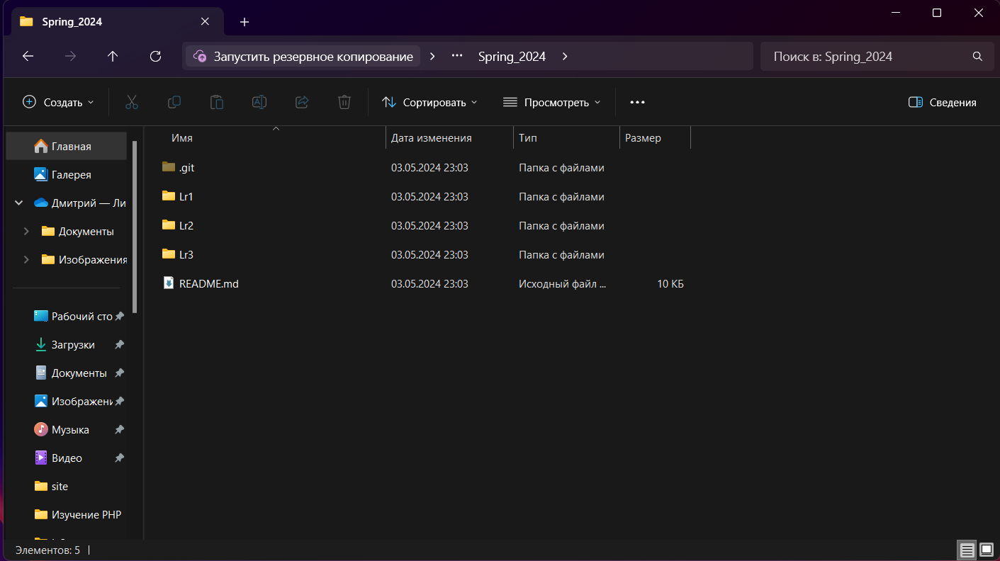 Spring_2024
Запустить резервное копирование
Spring_2024
Поиск в: Spring_2024
Создать
Сортировать
Просмотреть
Сведения
Главная
Галерея
Дмитрий — Ли
Документы
Изображения
Рабочий сто
Загрузки
Документы
Изображени
Музыка
Видео
site
Изучение PHP
Имя Дата изменения Тип Размер
.git 03.05.2024 23:03 Папка с файлами
Lr1 03.05.2024 23:03 Папка с файлами
Lr2 03.05.2024 23:03 Папка с файлами
Lr3 03.05.2024 23:03 Папка с файлами
README.md 03.05.2024 23:03 Исходный файл ... 10 КБ
Элементов: 5